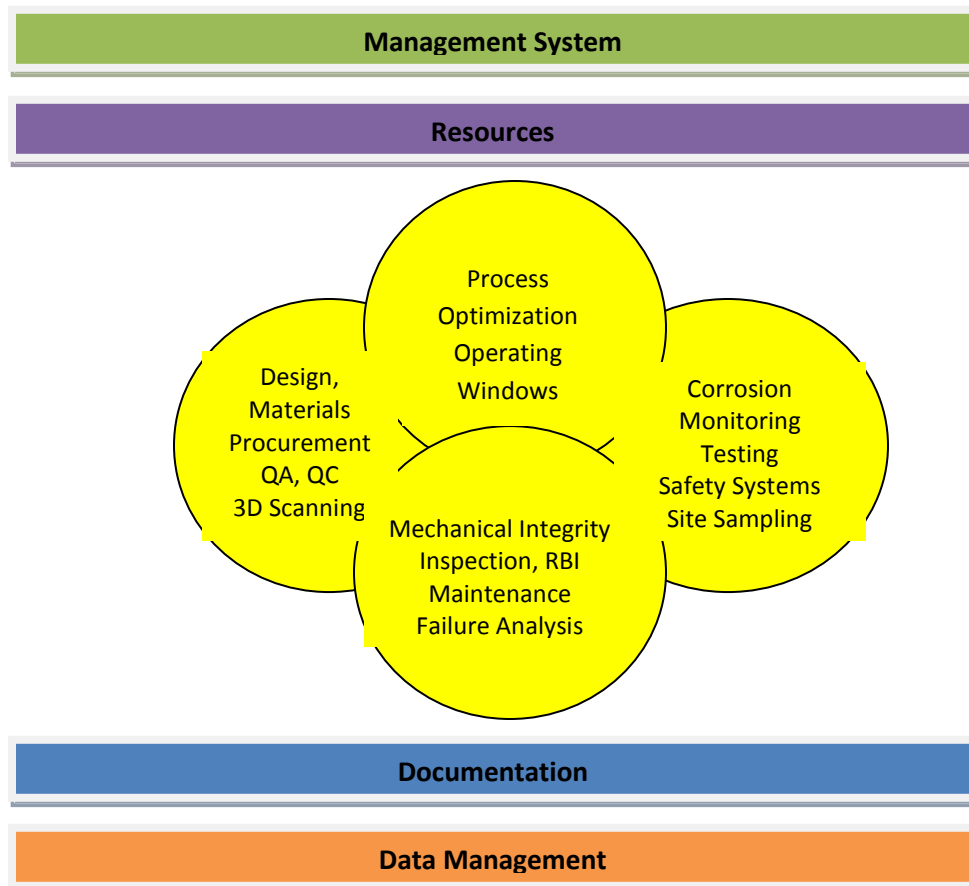 Management System
Resources
Process
Optimization
Operating
Windows
Design,
Materials
Procurement
QA, QC
3D Scanning
Corrosion
Monitoring
Testing
Safety Systems
Site Sampling
Mechanical Integrity
Inspection, RBI
Maintenance
Failure Analysis
Documentation
Data Management